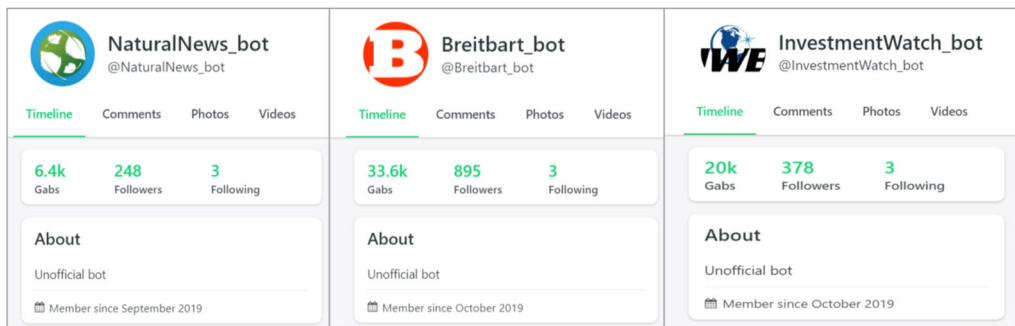 NaturalNews_bot
@NaturalNews_bot
Timeline Comments Photos Videos
6.4k 248 3
Gabs Followers Following
About
Unofficial bot
Member since September 2019
B
Breitbart_bot
@Breitbart_bot
Timeline Comments Photos Videos
33.6k 895 3
Gabs Followers Following
About
Unofficial bot
Member since October 2019
IWB
InvestmentWatch_bot
@InvestmentWatch_bot
Timeline Comments Photos Videos
20k 378 3
Gabs Followers Following
About
Unofficial bot
Member since October 2019